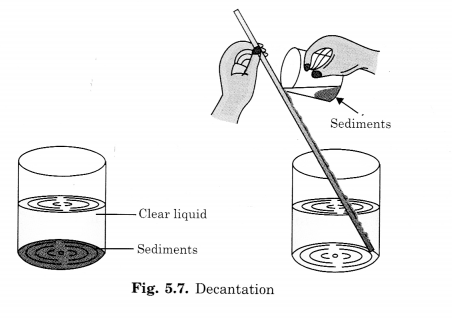 Sediments
Clear liquid
Sediments
Fig. 5.7. Decantation